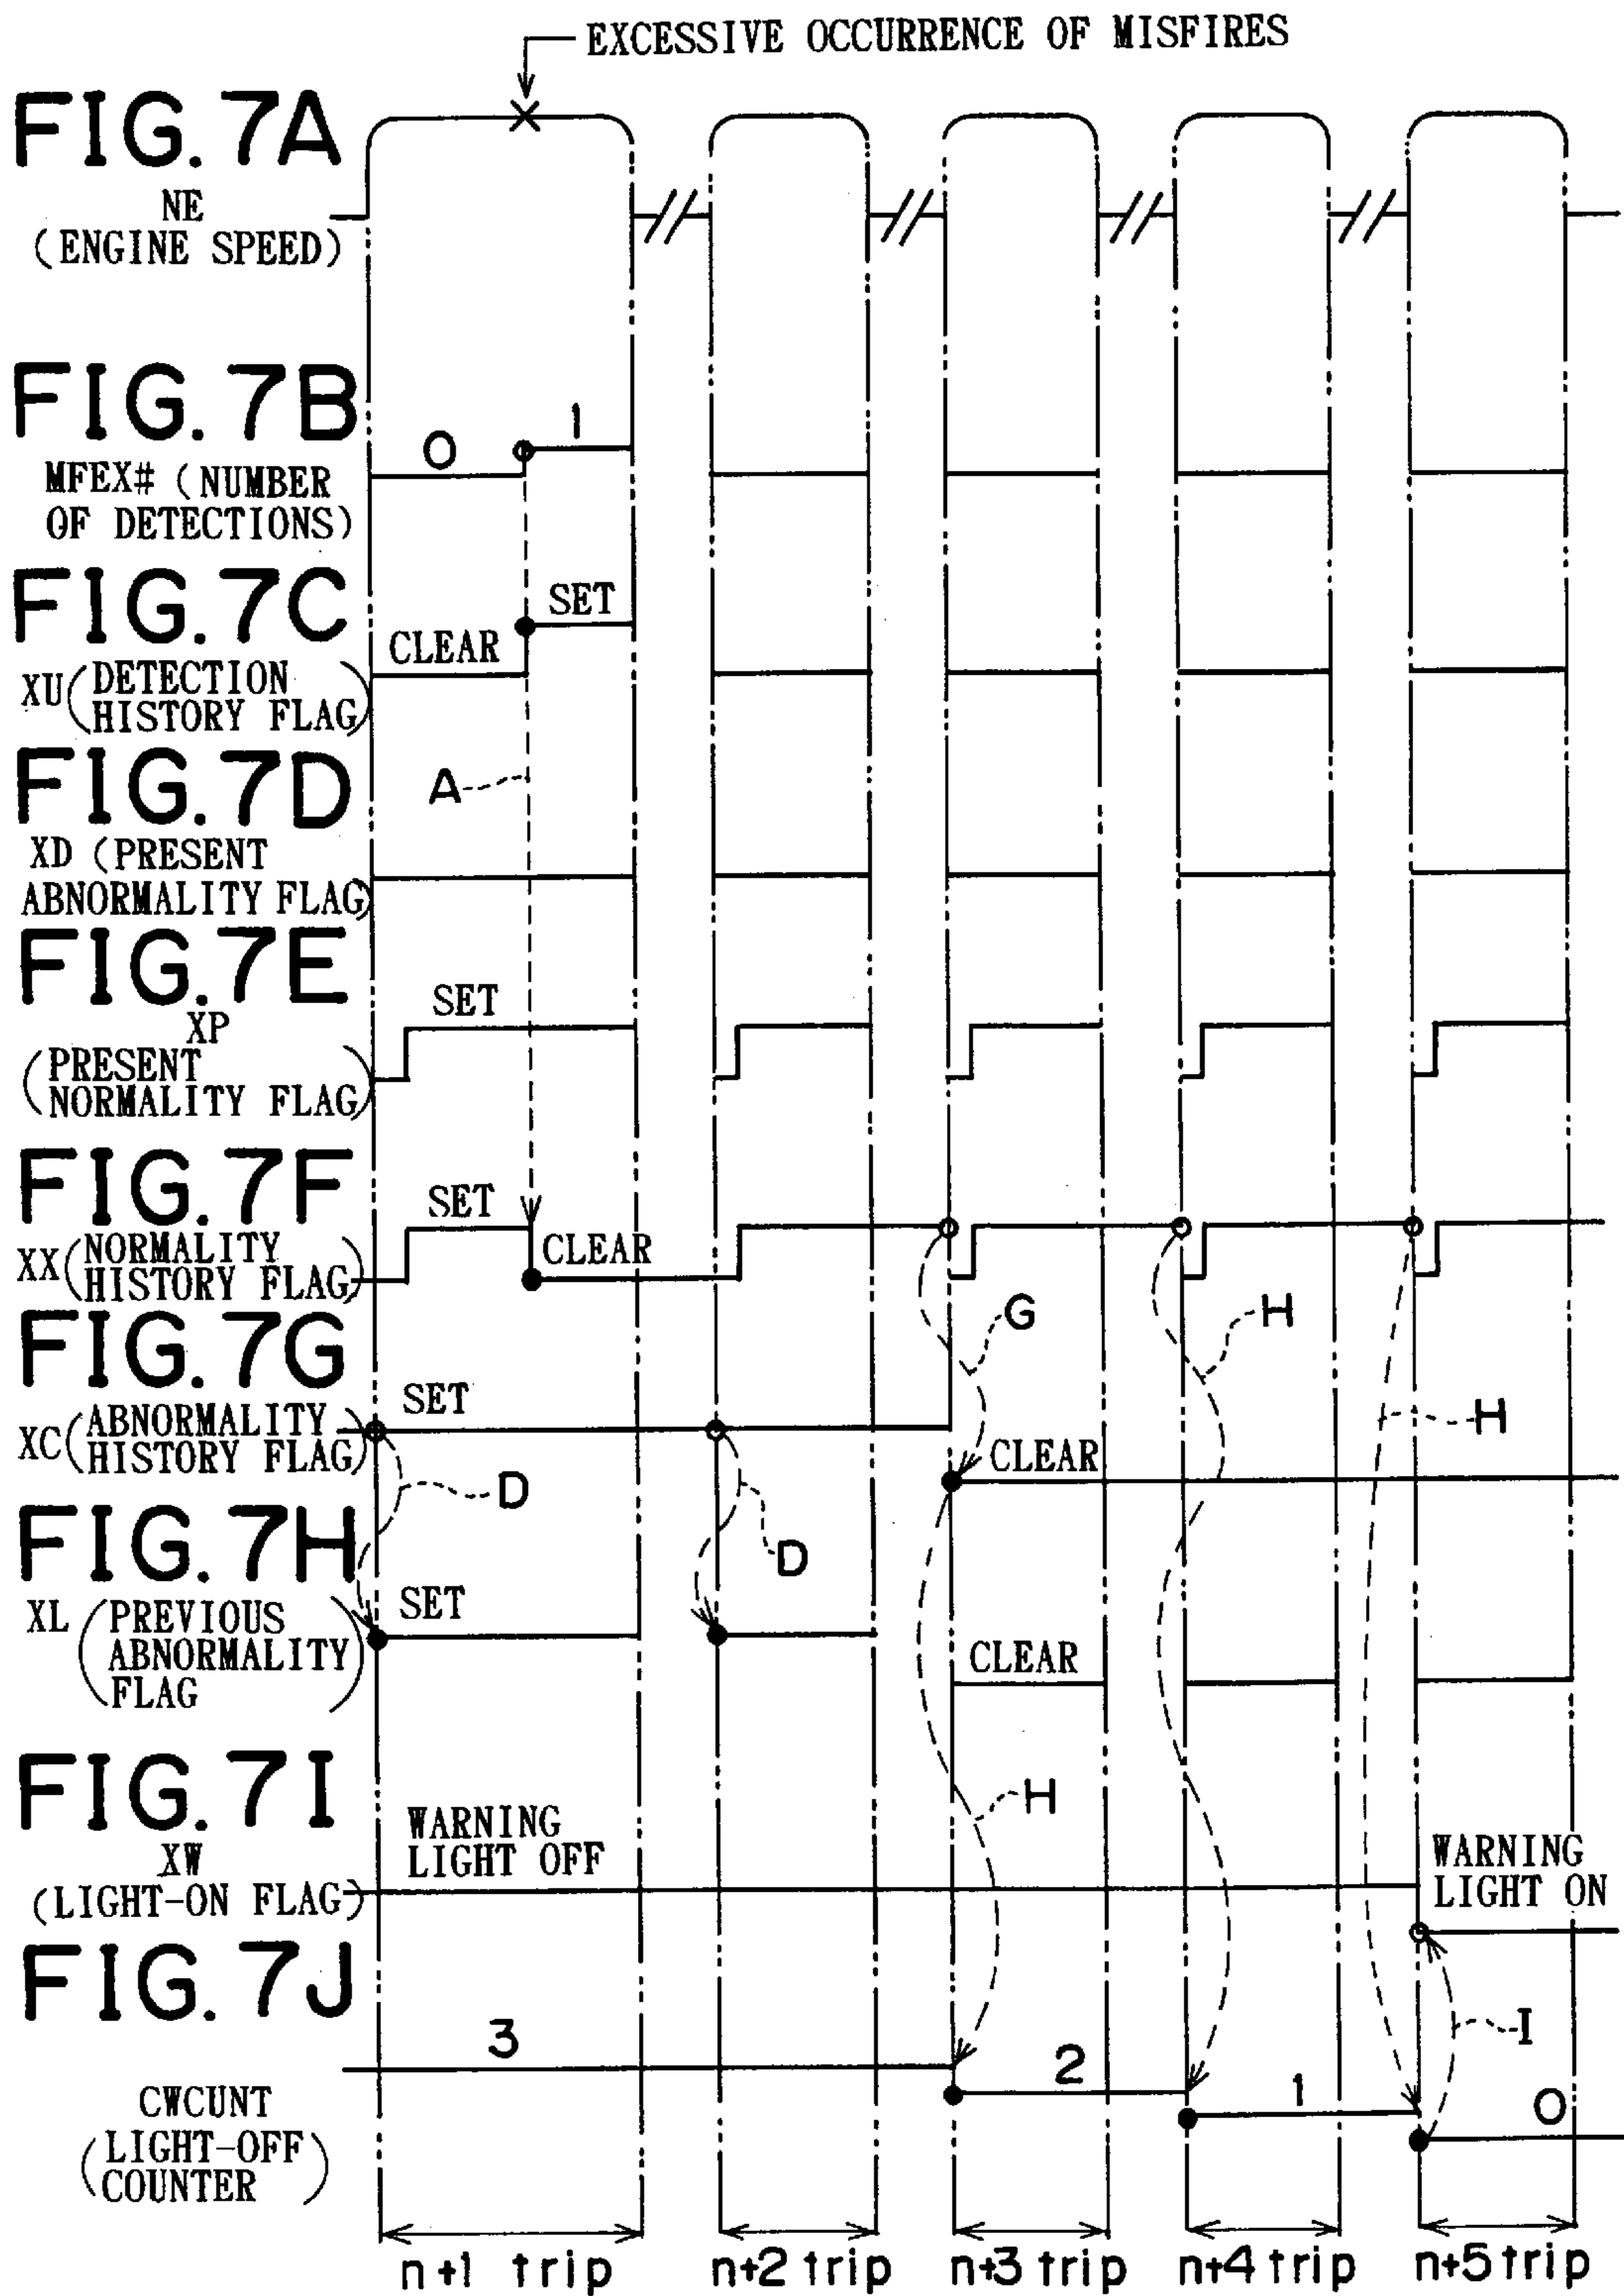 EXCESSIVE OCCURRENCE OF MISFIRES
FIG. 7A
NE
(ENGINE SPEED)
FIG. 7B
0
1
MFEX# (NUMBER
OF DETECTIONS)
FIG. 7C
SET
CLEAR
XU (DETECTION
HISTORY FLAG)
FIG. 7D
A
XD (PRESENT
ABNORMALITY FLAG)
FIG. 7E
SET
XP
(PRESENT
NORMALITY FLAG)
FIG. 7F
SET
CLEAR
XX (NORMALITY
HISTORY FLAG)
G
H
FIG. 7G
SET
XC (ABNORMALITY
HISTORY FLAG)
H
CLEAR
D
FIG. 7H
D
SET
XL (PREVIOUS
ABNORMALITY
FLAG)
CLEAR
FIG. 7I
H
WARNING
LIGHT OFF
XW
(LIGHT-ON FLAG)
WARNING
LIGHT ON
FIG. 7J
3
2
1
0
I
CWCUNT
(LIGHT-OFF
COUNTER)
n+1 trip
n+2 trip
n+3 trip
n+4 trip
n+5 trip